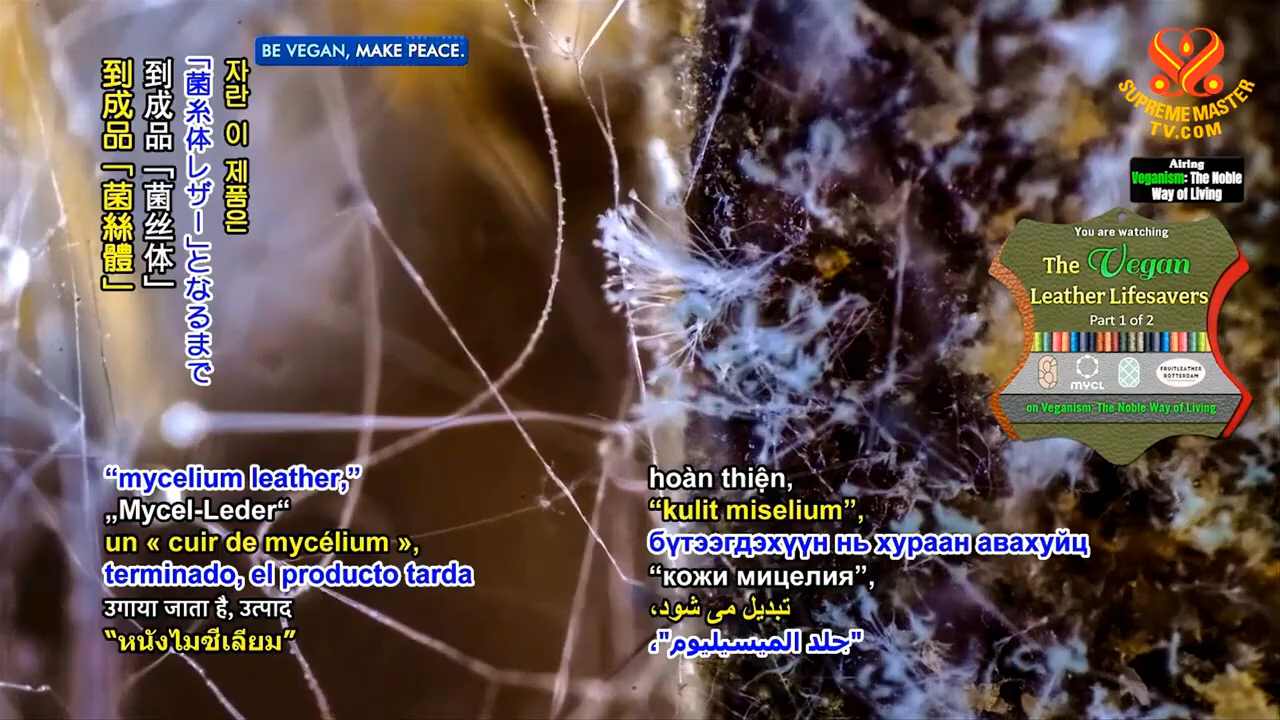 BE VEGAN, MAKE PEACE.
到成品「菌絲體」
到成品「菌丝体」
「菌糸体レザー」となるまで
자란 이 제품은
SUPREME MASTER
TV.COM
Airing
Veganism: The Noble
Way of Living
You are watching
The Vegan
Leather Lifesavers
Part 1 of 2
MYCL
FRUITLEATHER
ROTTERDAM
on Veganism: The Noble Way of Living
“mycelium leather,”
„Mycel-Leder“
un « cuir de mycélium »,
terminado, el producto tarda
उगाया जाता है, उत्पाद
“หนังไมซีเลียม”
hoàn thiện,
“kulit miselium”,
бүтээгдэхүүн нь хураан авахуйц
“кожи мицелия”,
تبدیل می شود،
"جلد الميسيليوم"،